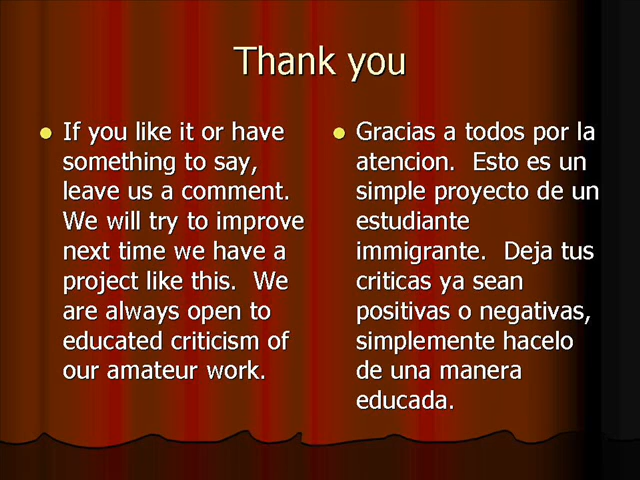 Thank you
If you like it or have
something to say,
leave us a comment.
We will try to improve
next time we have a
project like this.  We
are always open to
educated criticism of
our amateur work.
Gracias a todos por la
atencion.  Esto es un
simple proyecto de un
estudiante
immigrante.  Deja tus
criticas ya sean
positivas o negativas,
simplemente hacelo
de una manera
educada.